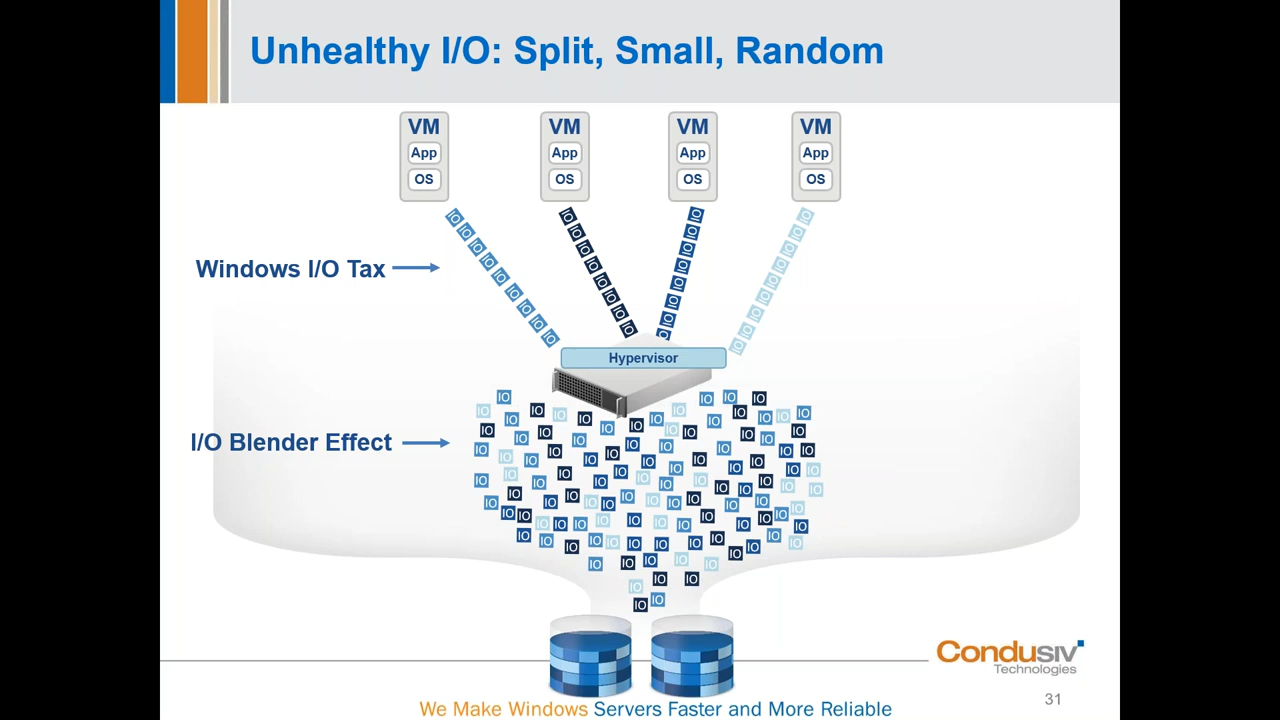 Unhealthy I/O: Split, Small, Random
VM VM VM VM
App App App App
OS OS OS OS
Windows I/O Tax
Hypervisor
I/O Blender Effect
IO
Condusiv
Technologies
31
We Make Windows Servers Faster and More Reliable